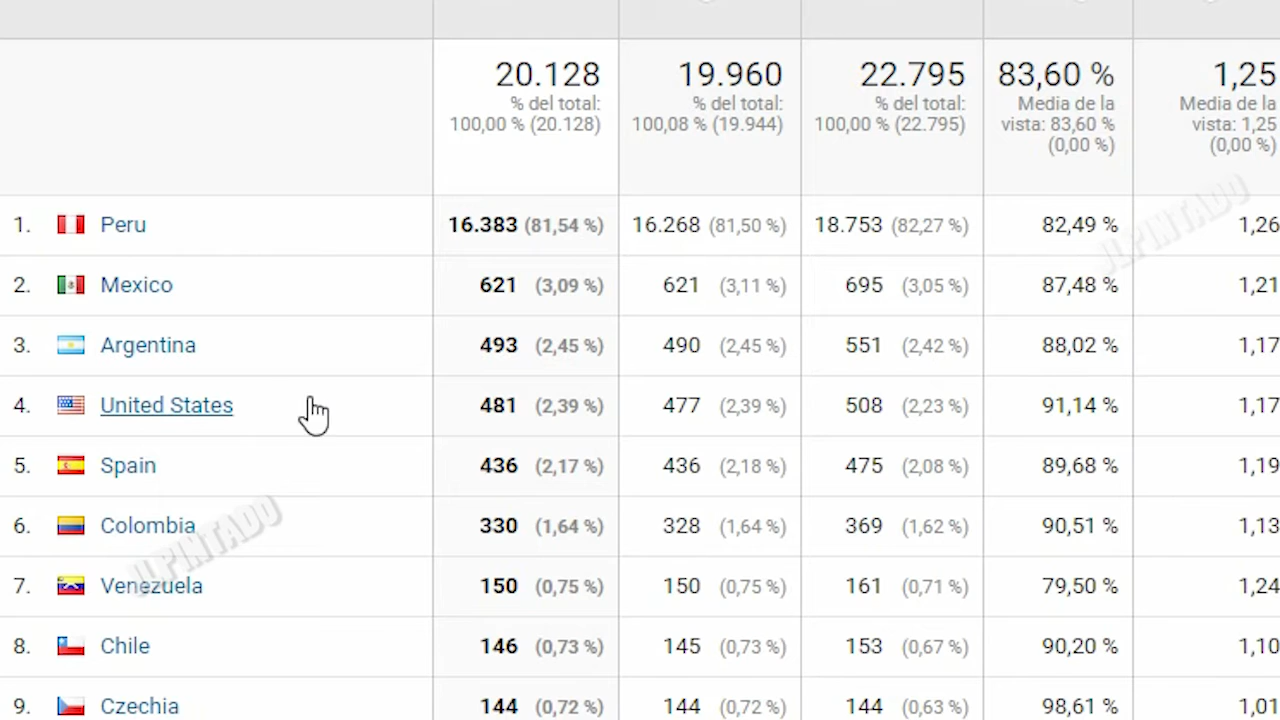 20.128 19.960 22.795 83,60 % 1,25
% del total: % del total: % del total: Media de la Media de la
100,00 % (20.128) 100,08 % (19.944) 100,00 % (22.795) vista: 83,60 % vista: 1,25
(0,00 %) (0,00 %)
1. Peru 16.383 (81,54 %) 16.268 (81,50 %) 18.753 (82,27 %) 82,49 % 1,26
2. Mexico 621 (3,09 %) 621 (3,11 %) 695 (3,05 %) 87,48 % 1,21
3. Argentina 493 (2,45 %) 490 (2,45 %) 551 (2,42 %) 88,02 % 1,17
4. United States 481 (2,39 %) 477 (2,39 %) 508 (2,23 %) 91,14 % 1,17
5. Spain 436 (2,17 %) 436 (2,18 %) 475 (2,08 %) 89,68 % 1,19
6. Colombia 330 (1,64 %) 328 (1,64 %) 369 (1,62 %) 90,51 % 1,13
7. Venezuela 150 (0,75 %) 150 (0,75 %) 161 (0,71 %) 79,50 % 1,24
8. Chile 146 (0,73 %) 145 (0,73 %) 153 (0,67 %) 90,20 % 1,10
9. Czechia 144 (0,72 %) 144 (0,72 %) 144 (0,63 %) 98,61 % 1,01
JLPINTADO
JLPINTADO